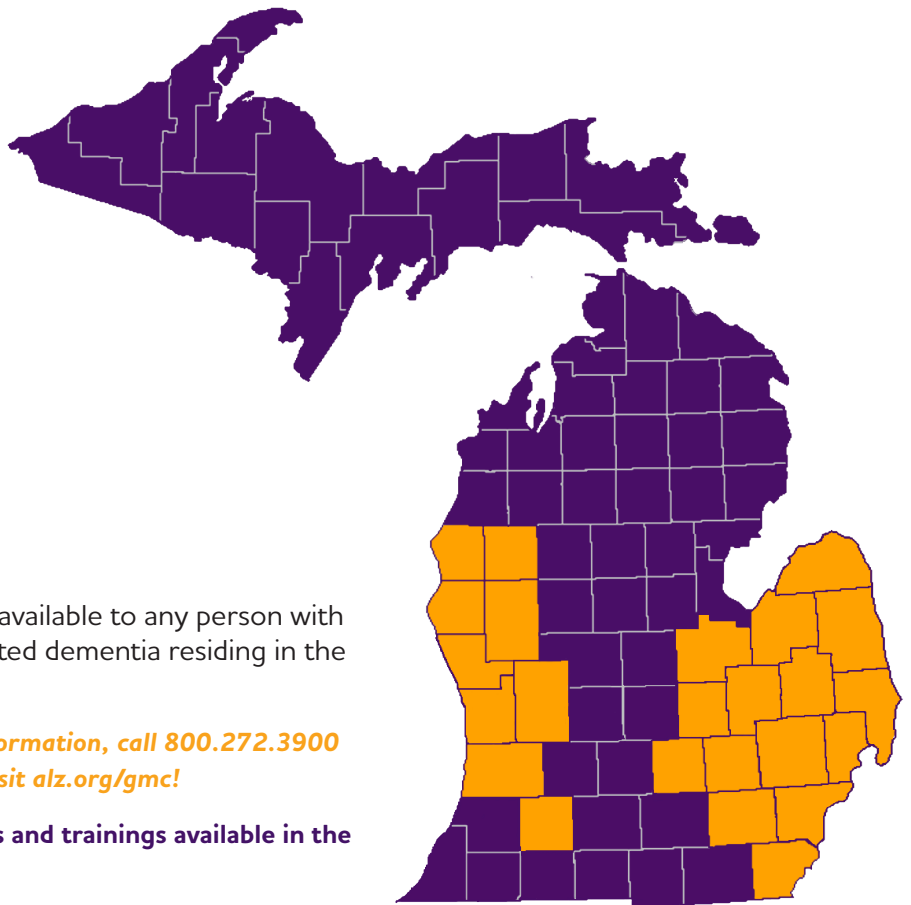 available to any person with
ted dementia residing in the
ormation, call 800.272.3900
sit alz.org/gmc!
s and trainings available in the